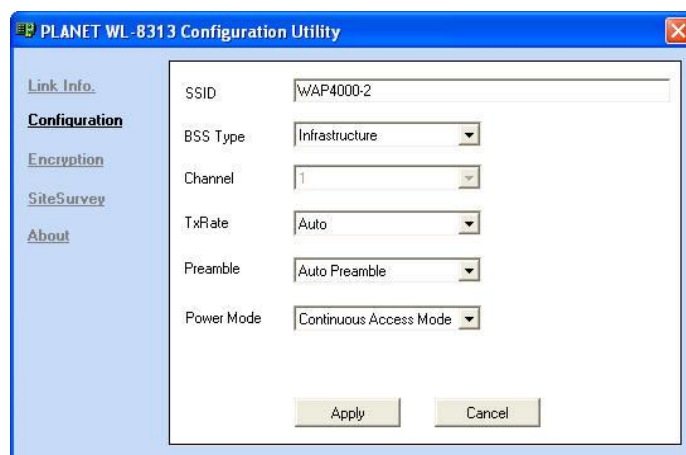 PLANET WL-8313 Configuration Utility
Link Info.
Configuration
Encryption
SiteSurvey
About
SSID WAP4000-2
BSS Type Infrastructure
Channel 1
TxRate Auto
Preamble Auto Preamble
Power Mode Continuous Access Mode
Apply Cancel